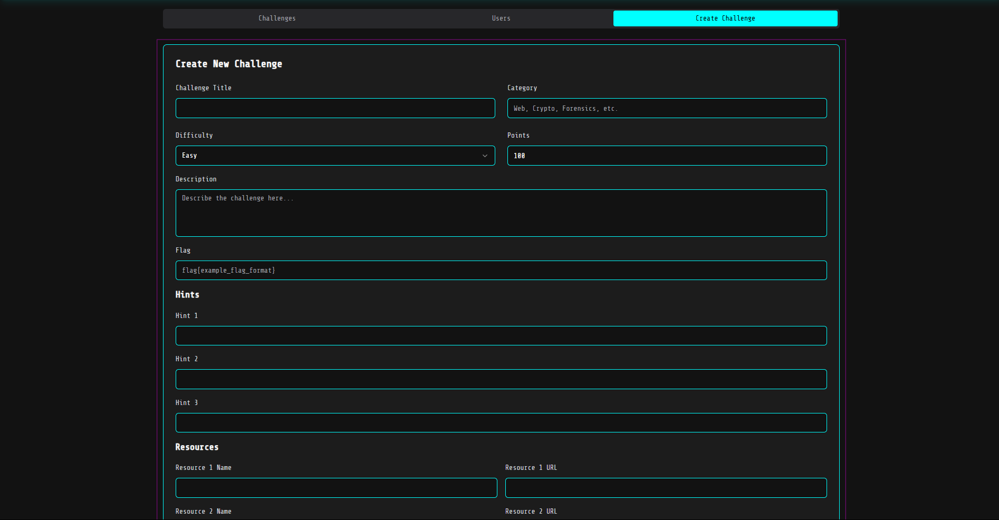 Challenges Users Create Challenge
Create New Challenge
Challenge Title Category
Web, Crypto, Forensics, etc.
Difficulty Points
Easy 100
Description
Describe the challenge here...
Flag
flag{example_flag_format}
Hints
Hint 1
Hint 2
Hint 3
Resources
Resource 1 Name Resource 1 URL
Resource 2 Name Resource 2 URL